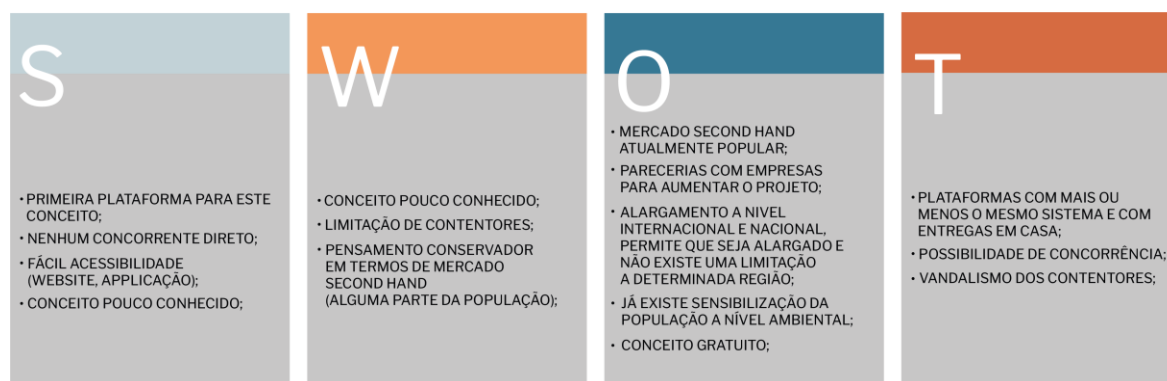 S
• PRIMEIRA PLATAFORMA PARA ESTE
CONCEITO;
• NENHUM CONCORRENTE DIRETO;
• FÁCIL ACESSIBILIDADE
(WEBSITE, APPLICAÇÃO);
• CONCEITO POUCO CONHECIDO;
W
• CONCEITO POUCO CONHECIDO;
• LIMITAÇÃO DE CONTENTORES;
• PENSAMENTO CONSERVADOR
EM TERMOS DE MERCADO
SECOND HAND
(ALGUMA PARTE DA POPULAÇÃO);
O
• MERCADO SECOND HAND
ATUALMENTE POPULAR;
• PARECERIAS COM EMPRESAS
PARA AUMENTAR O PROJETO;
• ALARGAMENTO A NIVEL
INTERNACIONAL E NACIONAL,
PERMITE QUE SEJA ALARGADO E
NÃO EXISTE UMA LIMITAÇÃO
A DETERMINADA REGIÃO;
• JÁ EXISTE SENSIBILIZAÇÃO DA
POPULAÇÃO A NÍVEL AMBIENTAL;
• CONCEITO GRATUITO;
T
• PLATAFORMAS COM MAIS OU
MENOS O MESMO SISTEMA E COM
ENTREGAS EM CASA;
• POSSIBILIDADE DE CONCORRÊNCIA;
• VANDALISMO DOS CONTENTORES;